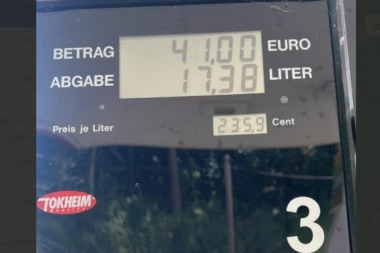 BETRAG 41,00 EURO
ABGABE 17,38 LITER
Preis je Liter 235,9 Cent
TOKHEIM
3